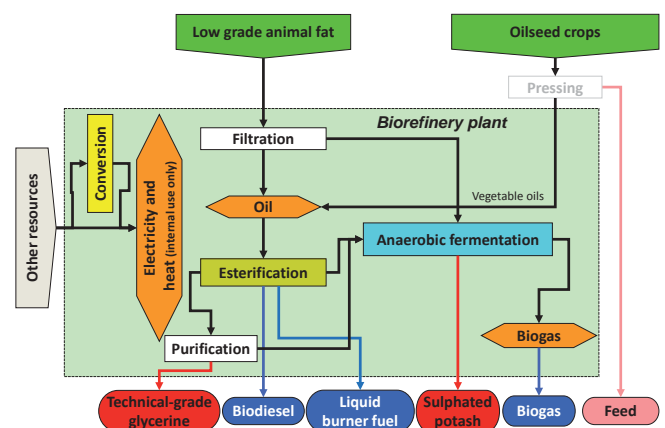 Low grade animal fat
Oilseed crops
Pressing
Biorefinery plant
Conversion
Filtration
Other resources
Electricity and
heat (internal use only)
Vegetable oils
Oil
Anaerobic fermentation
Esterification
Biogas
Purification
Technical-grade
glycerine
Biodiesel
Liquid
burner fuel
Sulphated
potash
Biogas
Feed